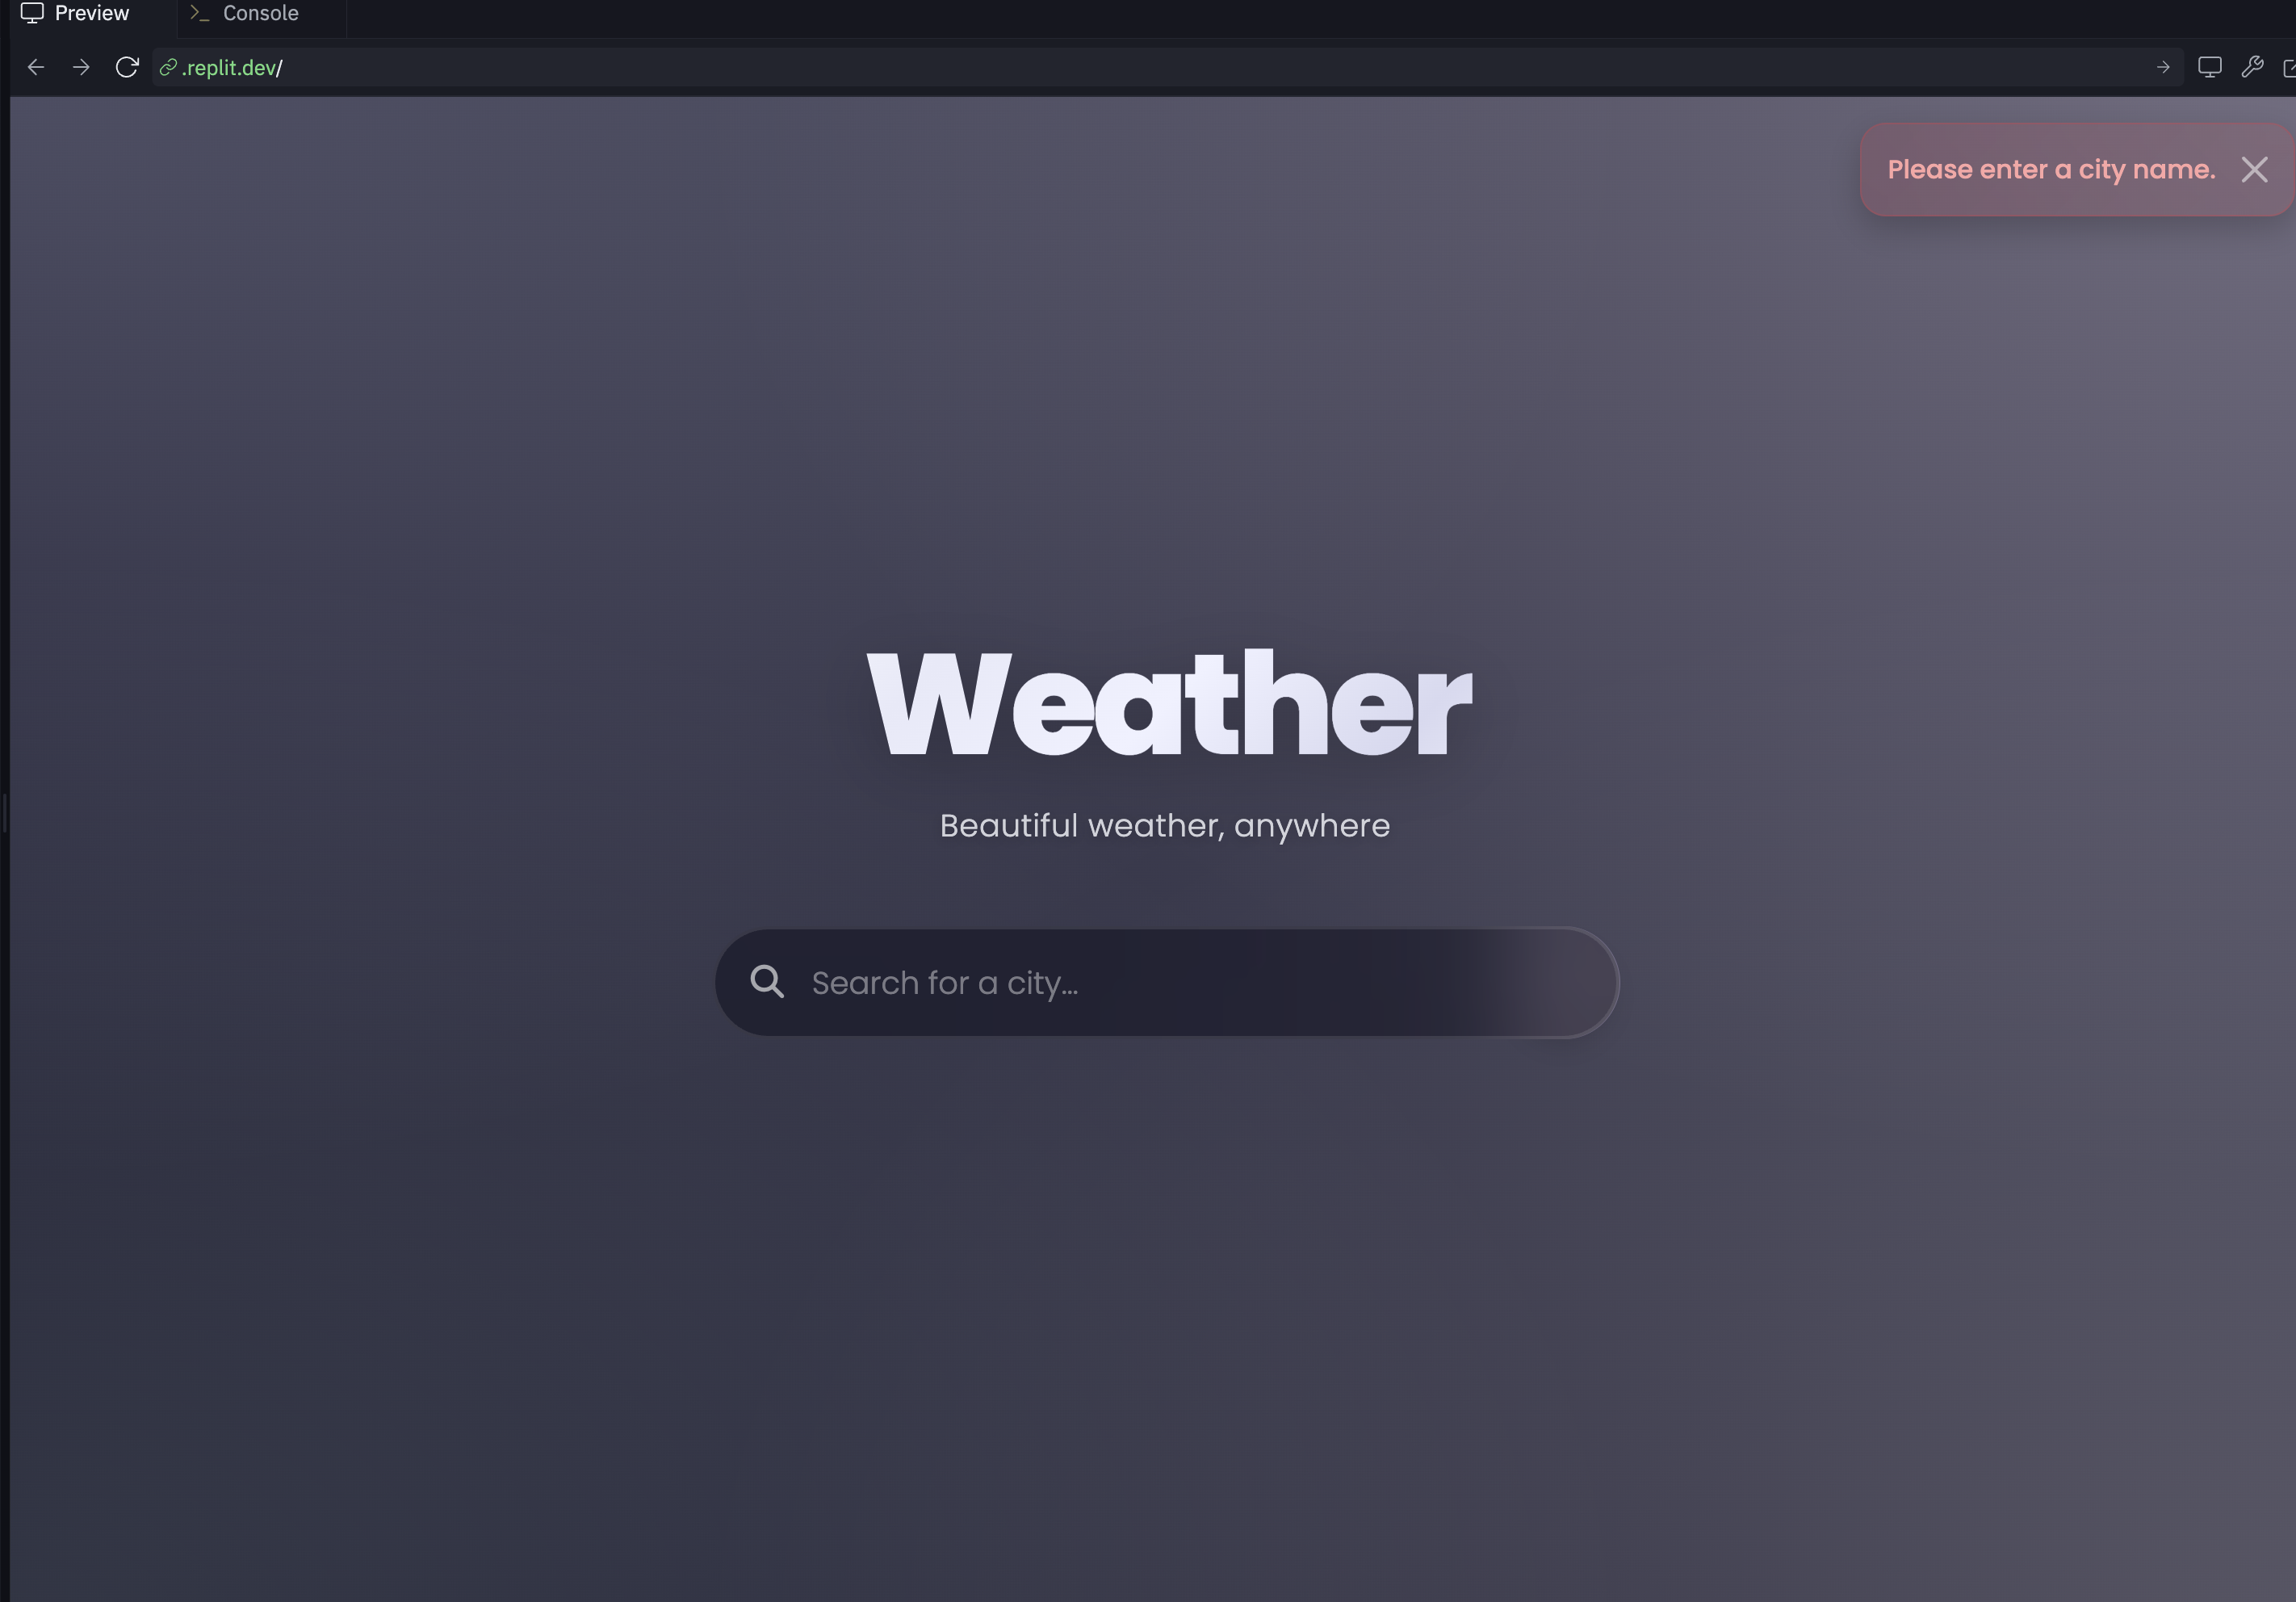 Preview
Console
.replit.dev/
Please enter a city name.
Weather
Beautiful weather, anywhere
Search for a city...